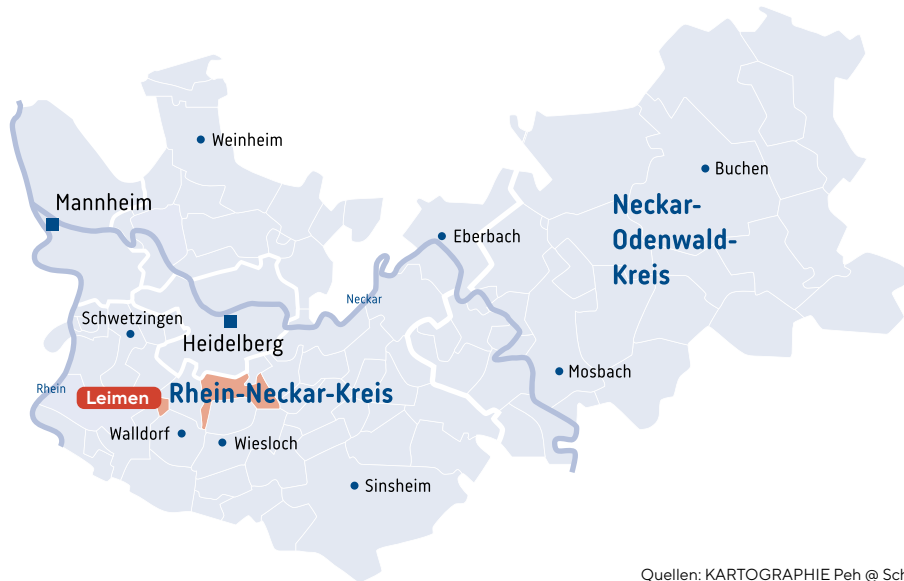 Weinheim
Buchen
Mannheim
Neckar-
Odenwald-
Kreis
Eberbach
Neckar
Schwetzingen
Heidelberg
Mosbach
Rhein
Leimen
Rhein-Neckar-Kreis
Walldorf
Wiesloch
Sinsheim
Quellen: KARTOGRAPHIE Peh @ Sch